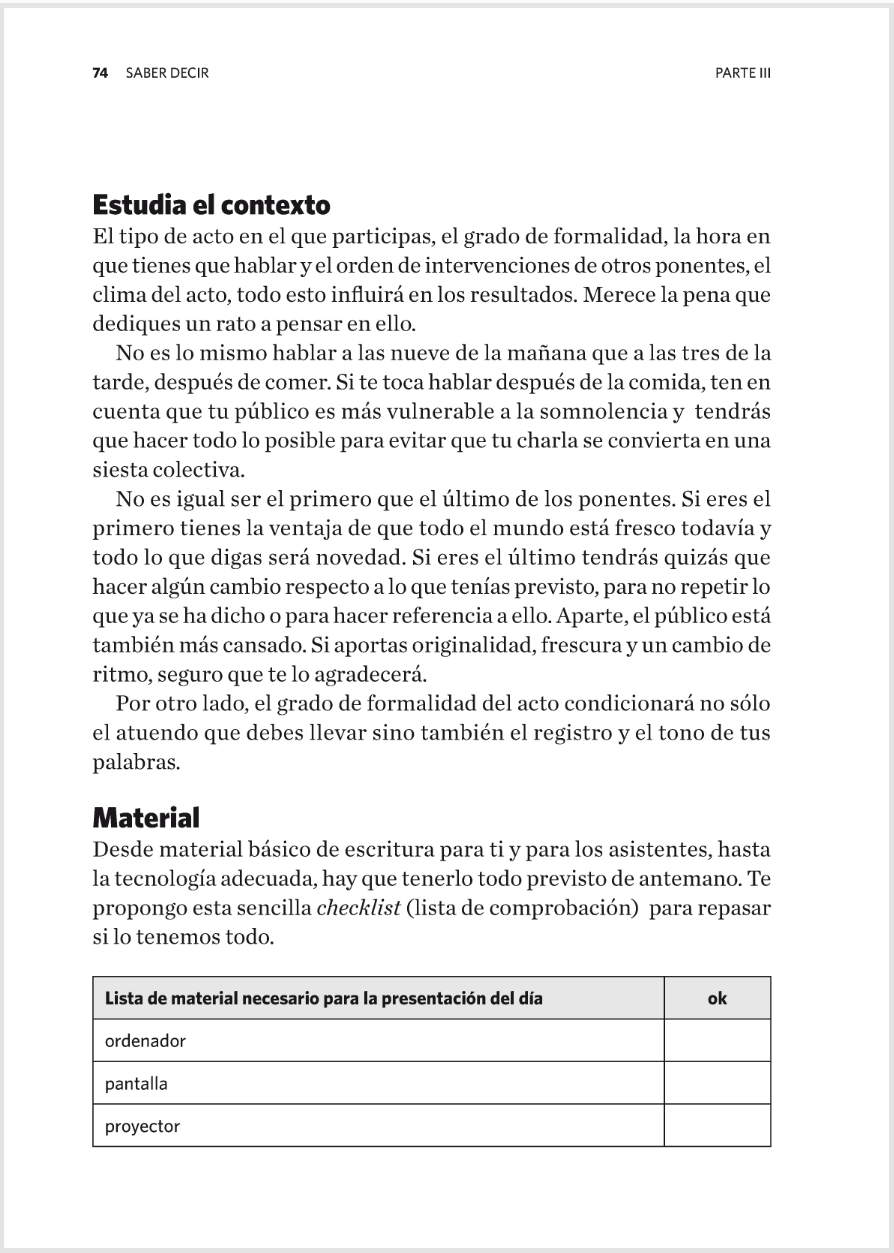 74 SABER DECIR PARTE III
Estudia el contexto
El tipo de acto en el que participas, el grado de formalidad, la hora en
que tienes que hablar y el orden de intervenciones de otros ponentes, el
clima del acto, todo esto influirá en los resultados. Merece la pena que
dediques un rato a pensar en ello.
No es lo mismo hablar a las nueve de la mañana que a las tres de la
tarde, después de comer. Si te toca hablar después de la comida, ten en
cuenta que tu público es más vulnerable a la somnolencia y tendrás
que hacer todo lo posible para evitar que tu charla se convierta en una
siesta colectiva.
No es igual ser el primero que el último de los ponentes. Si eres el
primero tienes la ventaja de que todo el mundo está fresco todavía y
todo lo que digas será novedad. Si eres el último tendrás quizás que
hacer algún cambio respecto a lo que tenías previsto, para no repetir lo
que ya se ha dicho o para hacer referencia a ello. Aparte, el público está
también más cansado. Si aportas originalidad, frescura y un cambio de
ritmo, seguro que te lo agradecerá.
Por otro lado, el grado de formalidad del acto condicionará no sólo
el atuendo que debes llevar sino también el registro y el tono de tus
palabras.
Material
Desde material básico de escritura para ti y para los asistentes, hasta
la tecnología adecuada, hay que tenerlo todo previsto de antemano. Te
propongo esta sencilla checklist (lista de comprobación) para repasar
si lo tenemos todo.
Lista de material necesario para la presentación del día ok
ordenador
pantalla
proyector